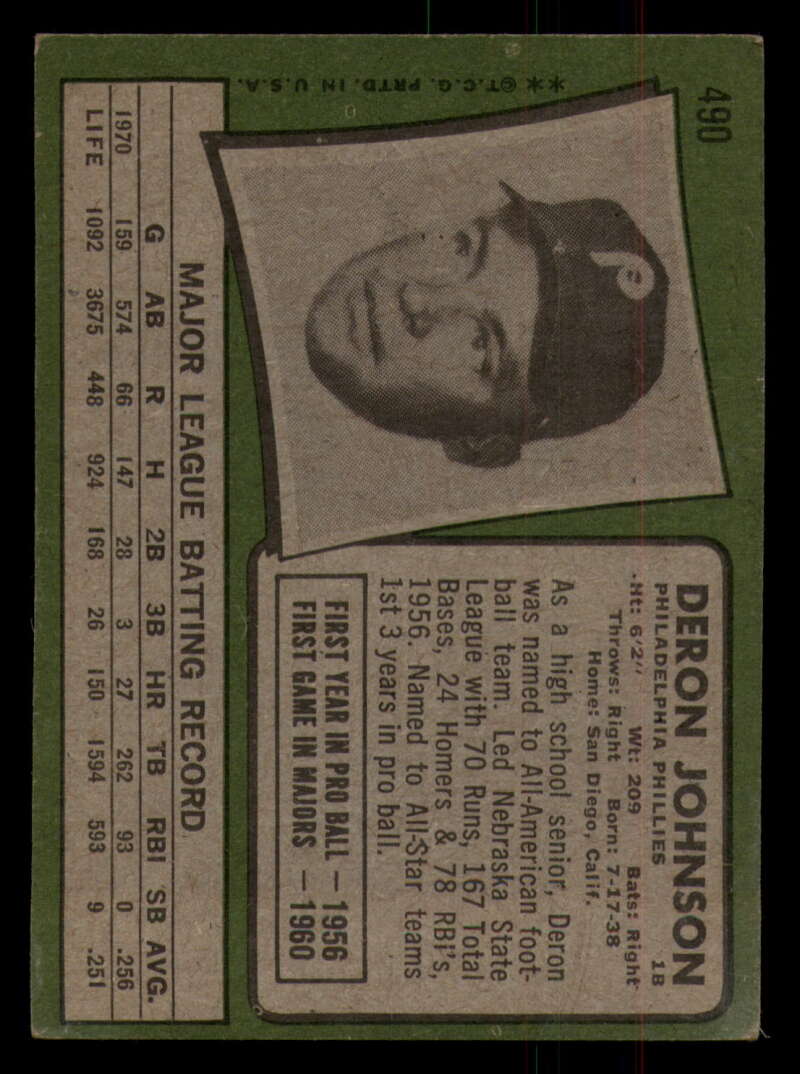 490
** ©T.C.G. PRTD. IN U.S.A.
P
DERON JOHNSON
PHILADELPHIA PHILLIES 1B
Ht: 6'2" Wt: 209 Bats: Right
Throws: Right Born: 7-17-38
Home: San Diego, Calif.
As a high school senior, Deron
was named to All-American foot-
ball team. Led Nebraska State
League with 70 Runs, 167 Total
Bases, 24 Homers & 78 RBI's,
1956. Named to All-Star teams
1st 3 years in pro ball.
FIRST YEAR IN PRO BALL — 1956
FIRST GAME IN MAJORS — 1960
MAJOR LEAGUE BATTING RECORD
G AB R H 2B 3B HR TB RBI SB AVG.
1970 159 574 66 147 28 3 27 262 93 0 .256
LIFE 1092 3675 448 924 168 26 150 1594 593 9 .251